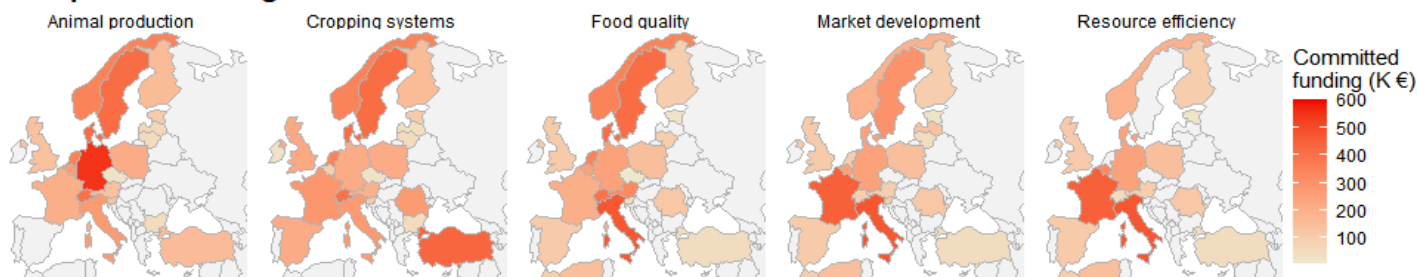 Animal production
Cropping systems
Food quality
Market development
Resource efficiency
Committed
funding (K €)
600
500
400
300
200
100